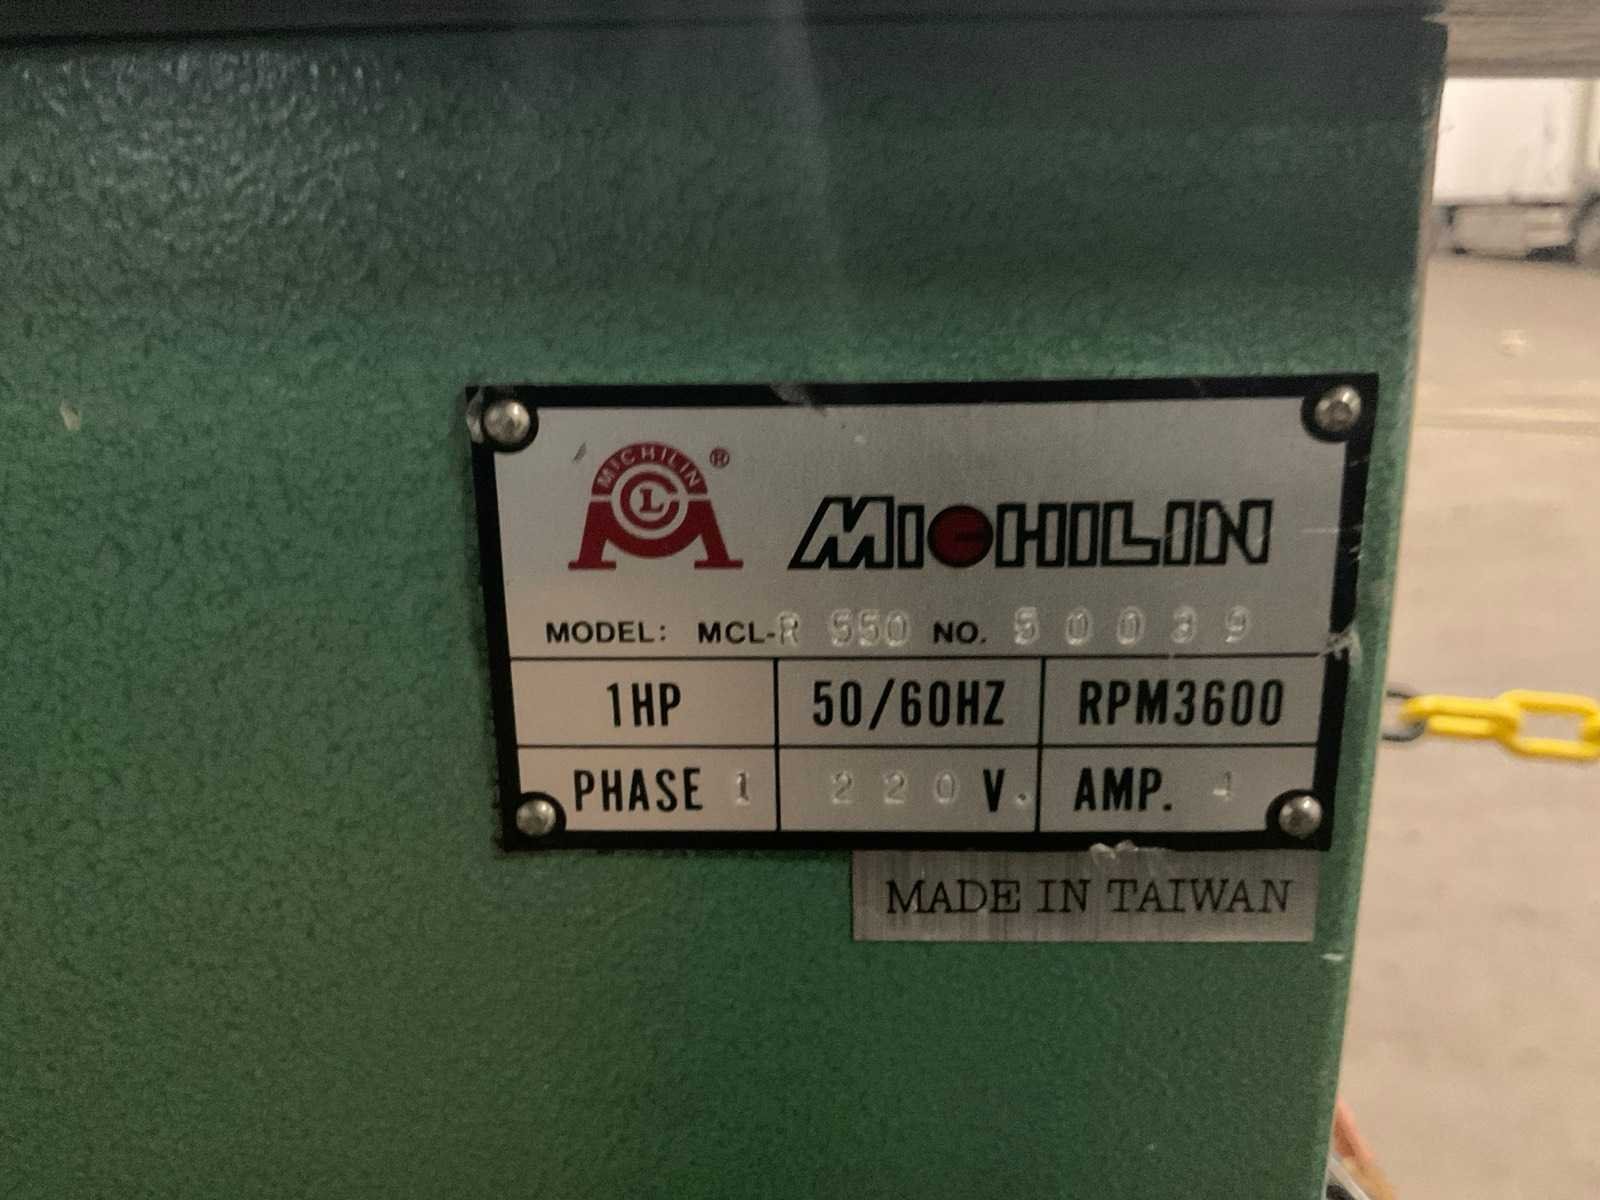 MICHILIN ®
CL
MICHILIN
MODEL: MCL-R 550 NO. 50039
1HP 50/60HZ RPM3600
PHASE 1 220 V. AMP. 4
MADE IN TAIWAN